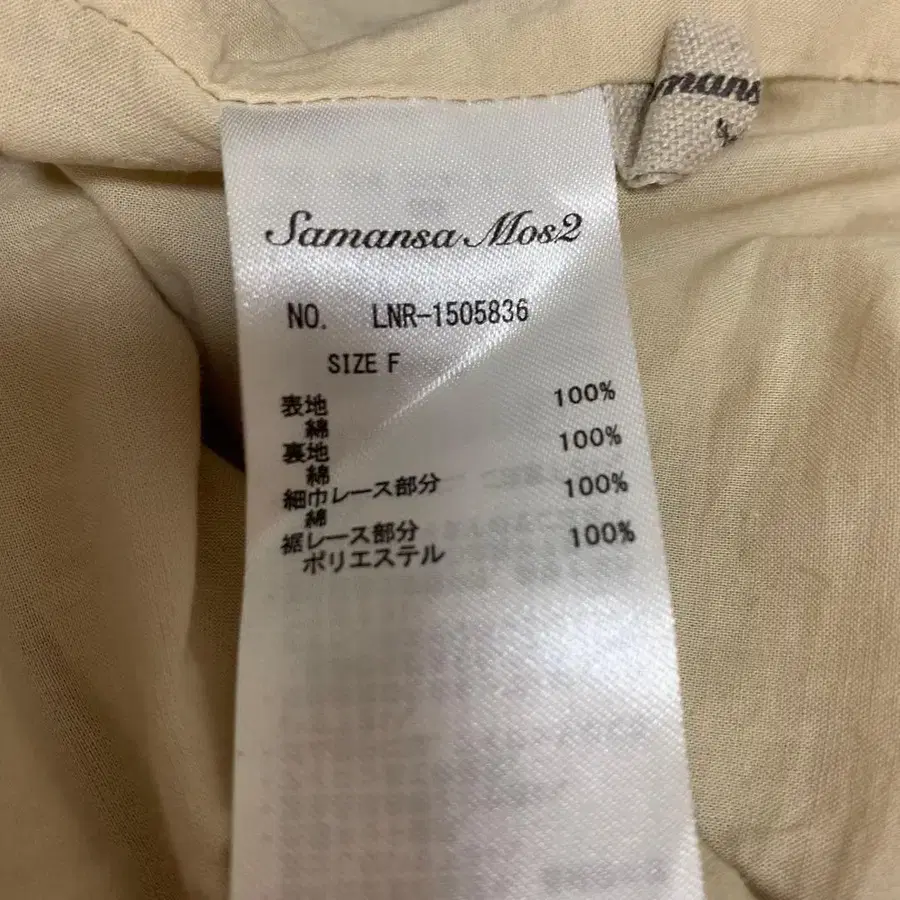 Samansa Mos2
NO. LNR-1505836
SIZE F
表地
綿 100%
裏地
綿 100%
細巾レース部分
綿 100%
裾レース部分
ポリエステル 100%